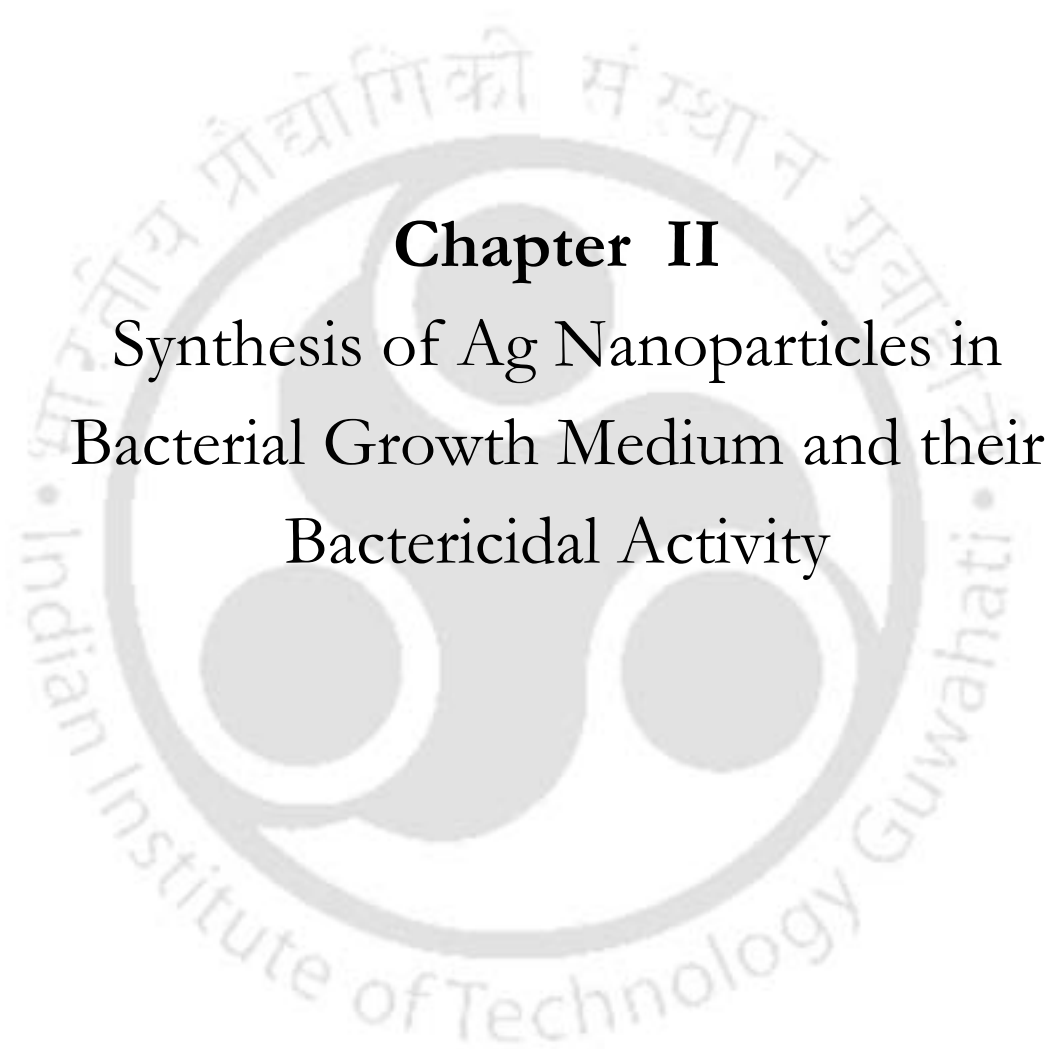 भारतीय प्रौद्योगिकी संस्थान गुवाहाटी
Chapter II
Synthesis of Ag Nanoparticles in
Bacterial Growth Medium and their
Bactericidal Activity
Indian Institute of Technology Guwahati